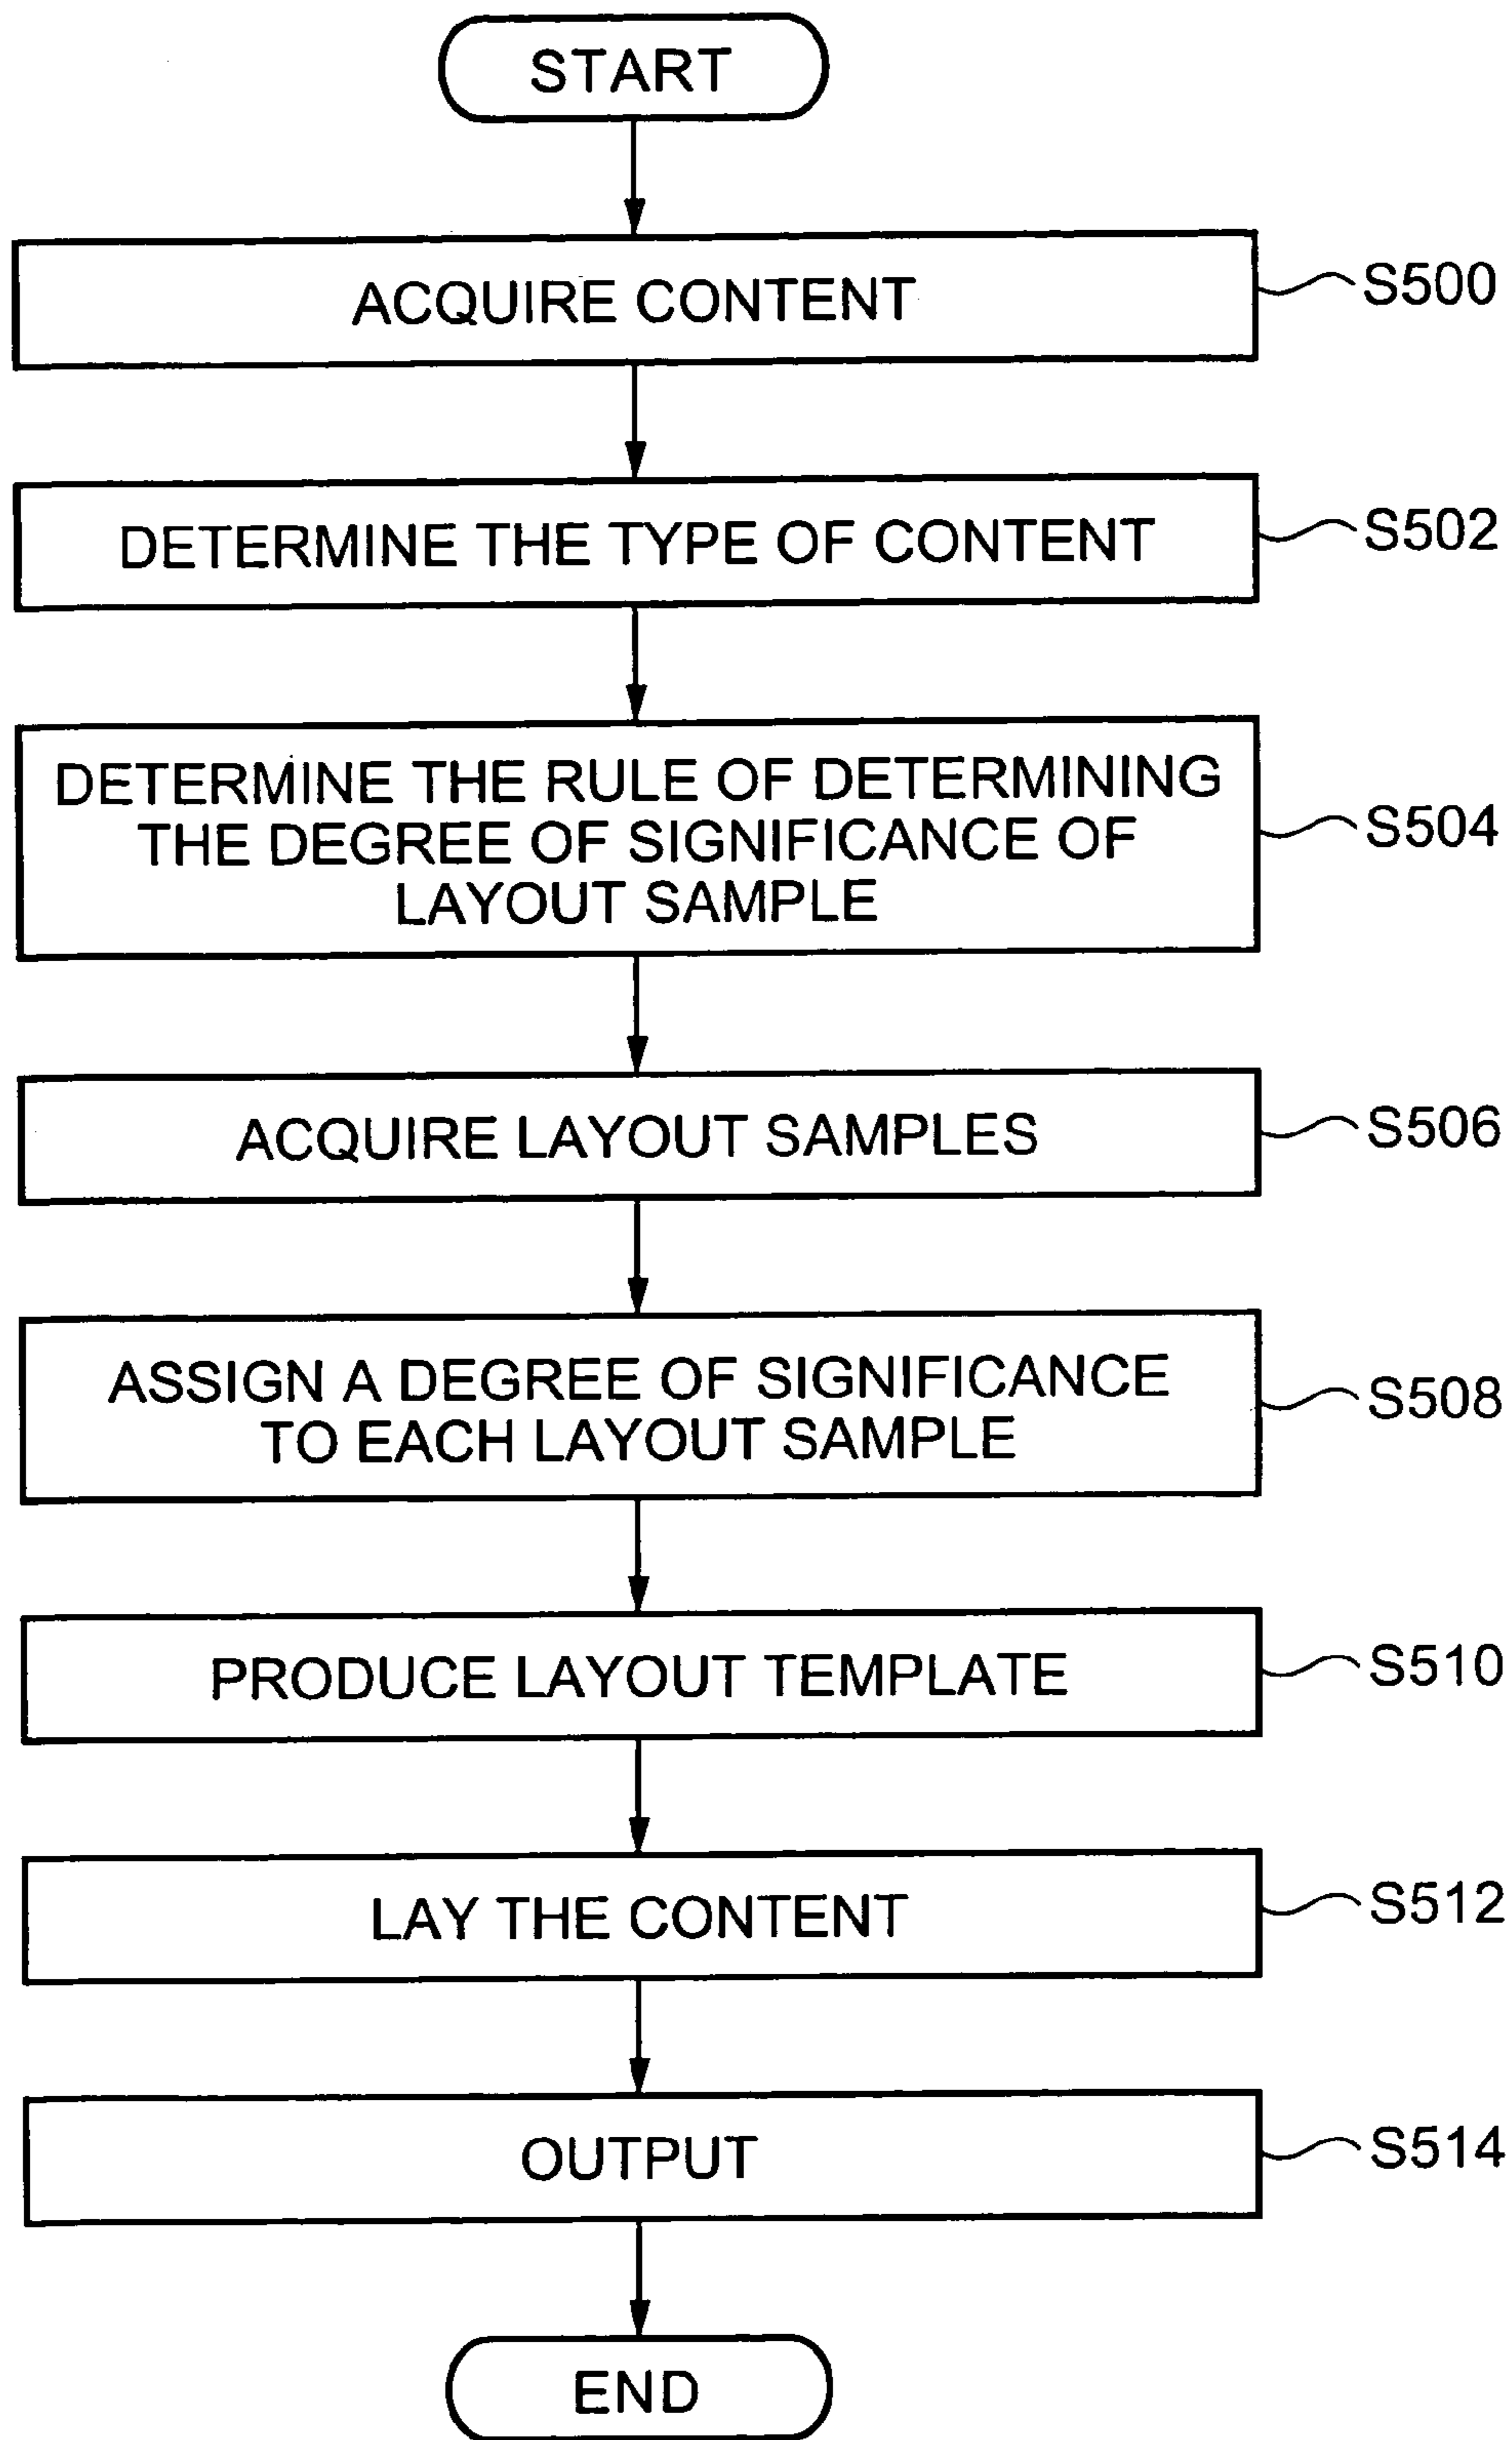 START
ACQUIRE CONTENT
S500
DETERMINE THE TYPE OF CONTENT
S502
DETERMINE THE RULE OF DETERMINING
THE DEGREE OF SIGNIFICANCE OF
LAYOUT SAMPLE
S504
ACQUIRE LAYOUT SAMPLES
S506
ASSIGN A DEGREE OF SIGNIFICANCE
TO EACH LAYOUT SAMPLE
S508
PRODUCE LAYOUT TEMPLATE
S510
LAY THE CONTENT
S512
OUTPUT
S514
END